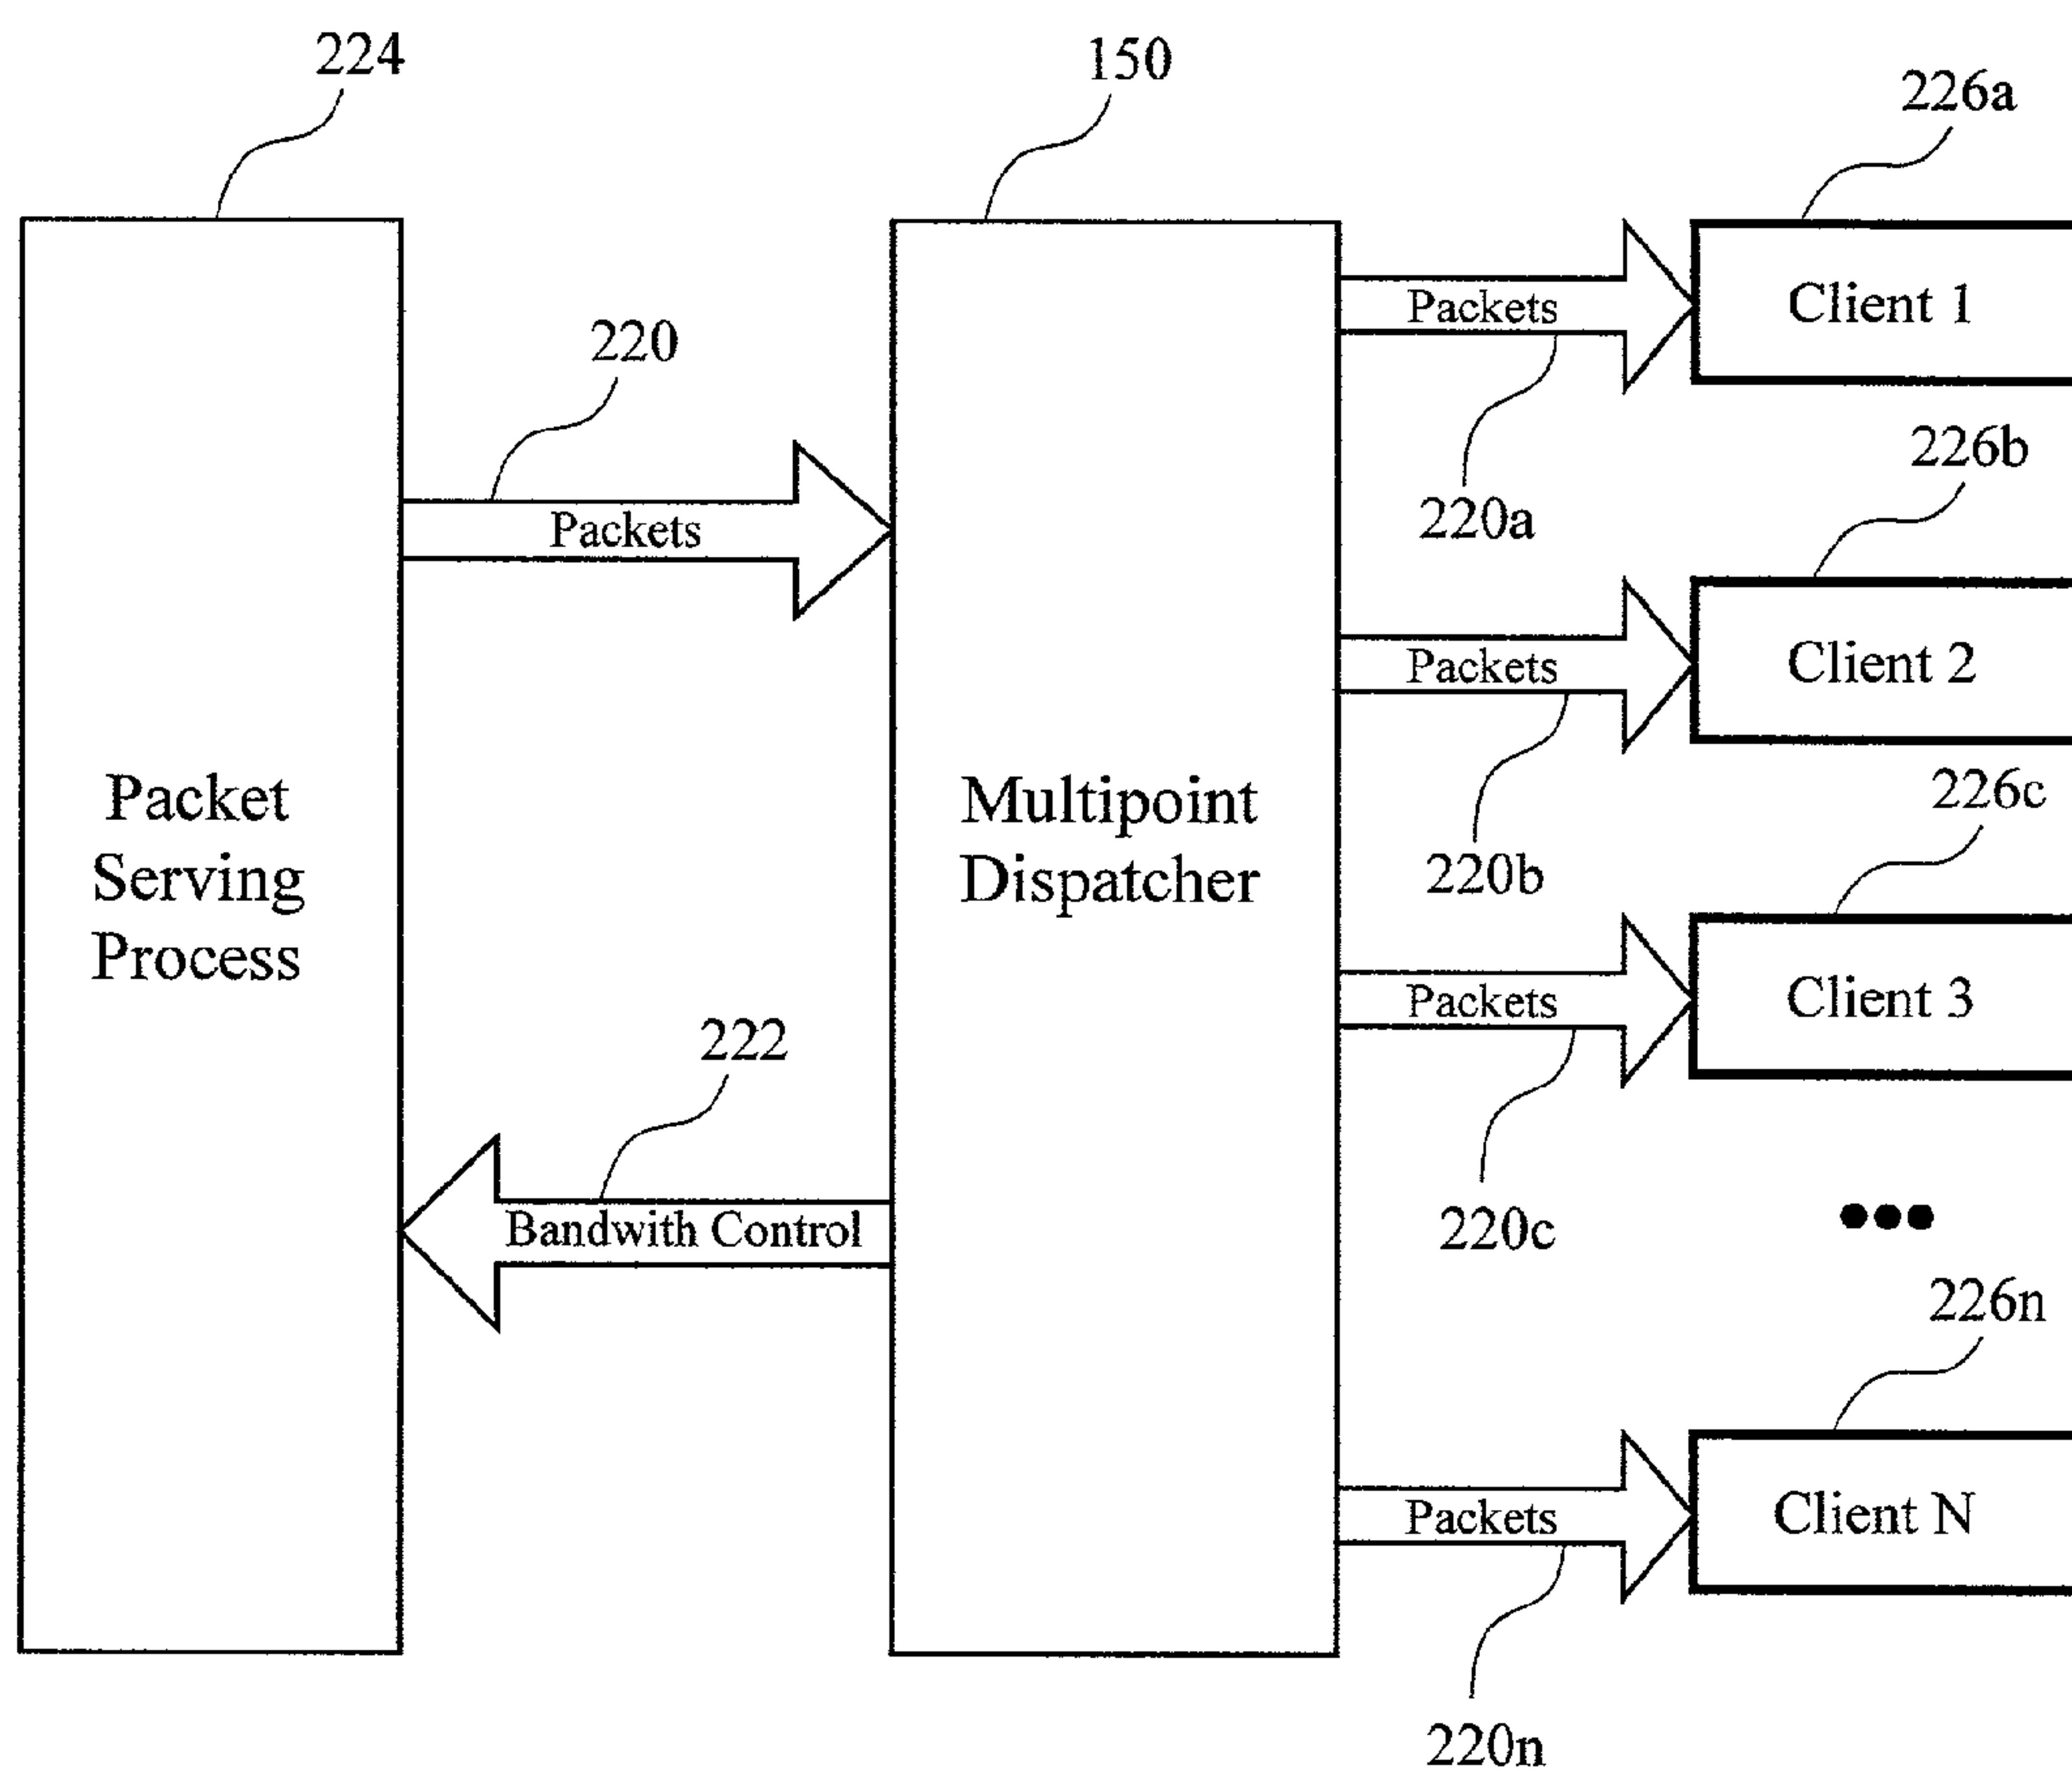 224
150
226a
Packets
Client 1
220
220a
226b
Packets
Packets
Client 2
220b
226c
Packet
Serving
Process
Multipoint
Dispatcher
Packets
Client 3
222
220c
•••
Bandwith Control
226n
Packets
Client N
220n